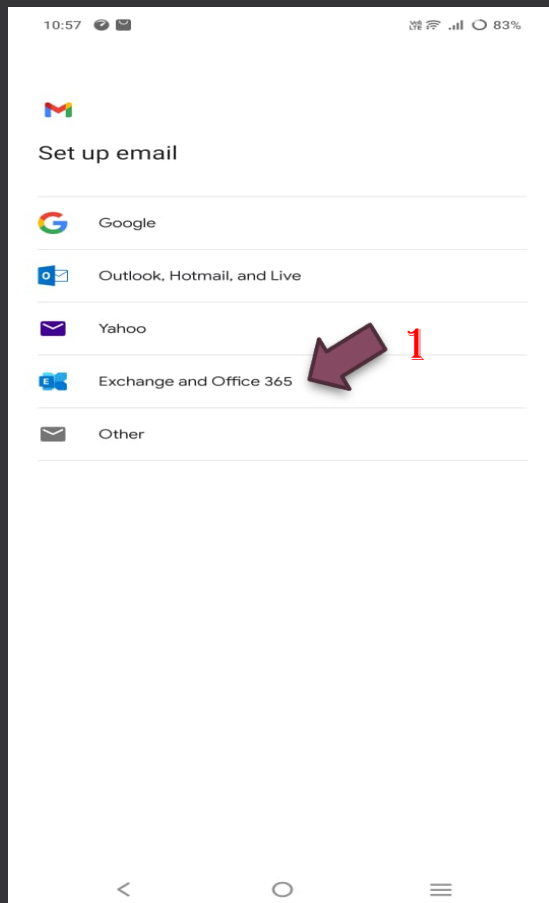 10:57 83%
Set up email
Google
Outlook, Hotmail, and Live
Yahoo
1
Exchange and Office 365
Other